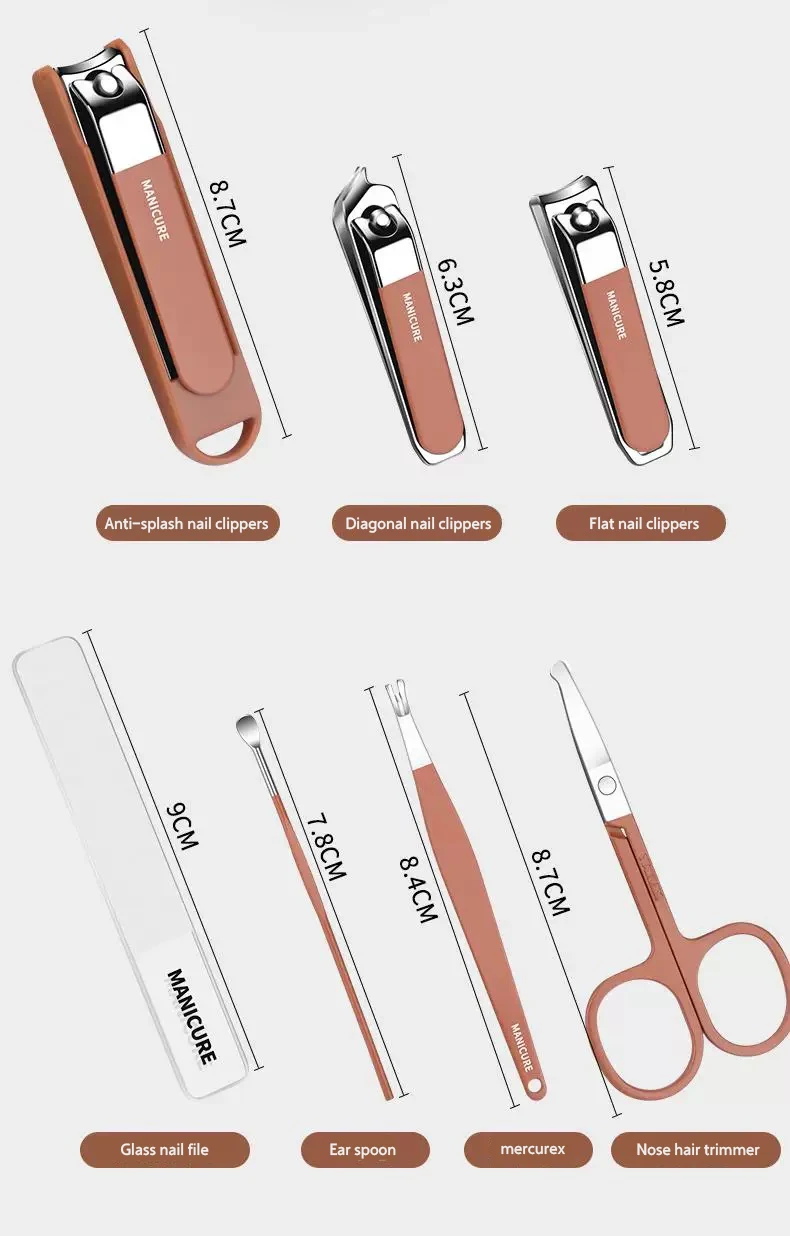 MANICURE
8.7CM
MANICURE
6.3CM
MANICURE
5.8CM
Anti-splash nail clippers
Diagonal nail clippers
Flat nail clippers
MANICURE
9CM
7.8CM
MANICURE
8.4CM
8.7CM
Glass nail file
Ear spoon
mercurex
Nose hair trimmer